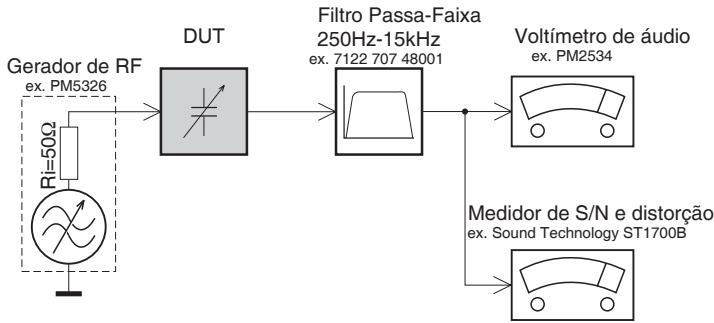 Gerador de RF
ex. PM5326
Ri=50Ω
DUT
Filtro Passa-Faixa
250Hz-15kHz
ex. 7122 707 48001
Voltímetro de áudio
ex. PM2534
Medidor de S/N e distorção
ex. Sound Technology ST1700B